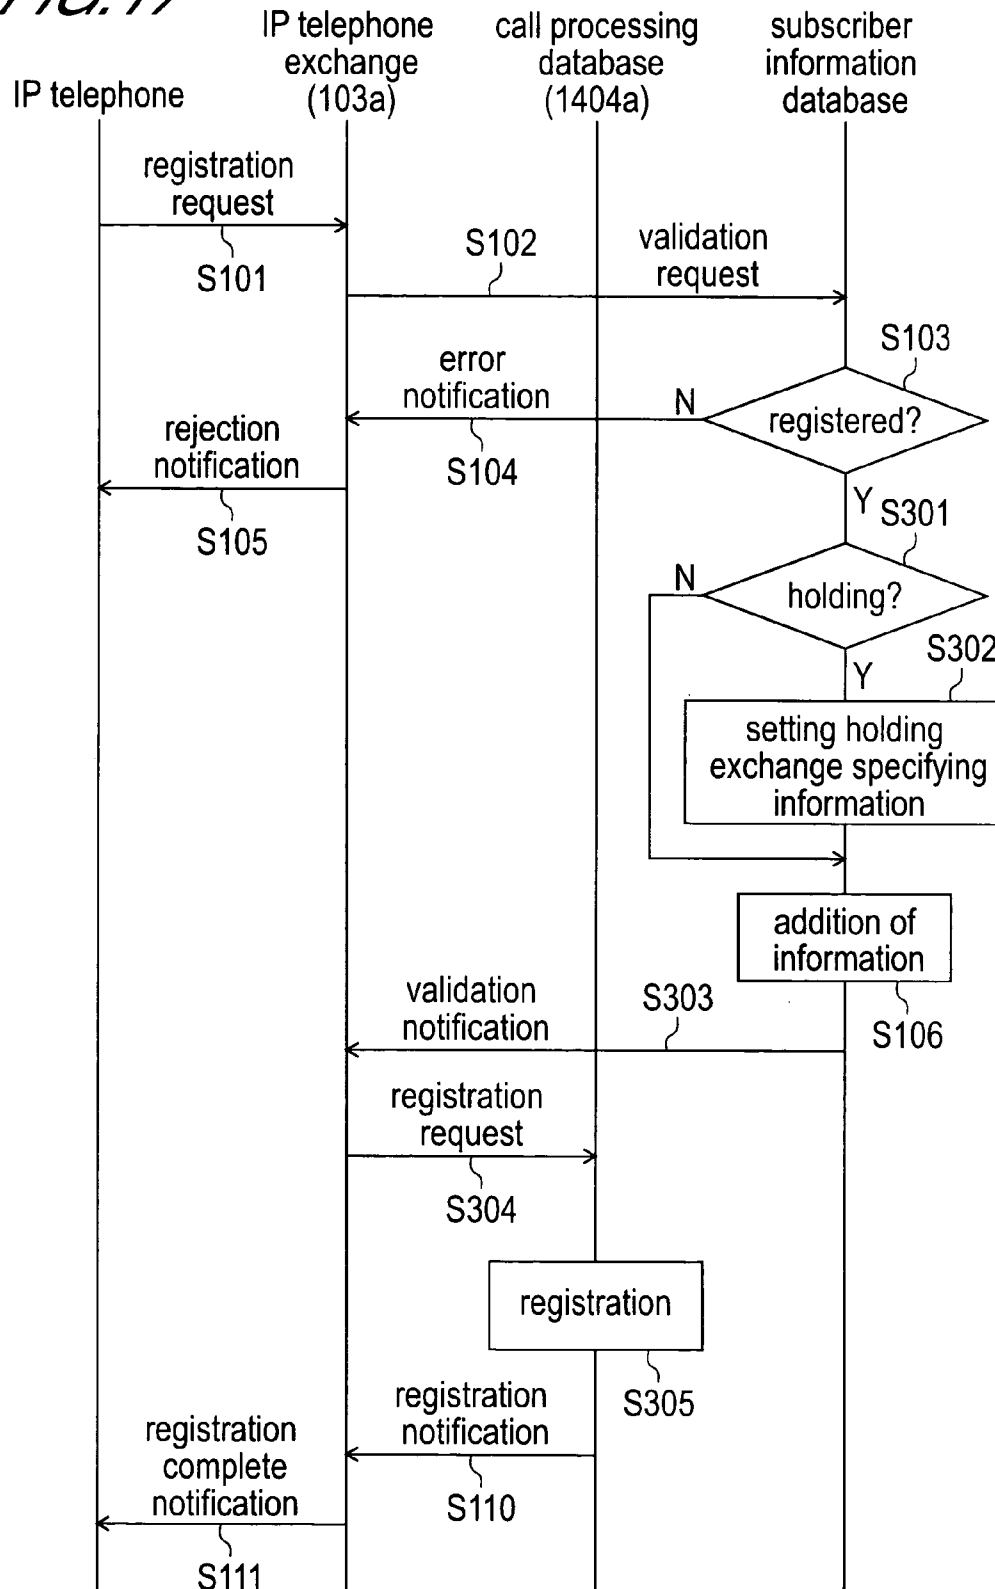 FIG.17
IP telephone
IP telephone
exchange
(103a)
call processing
database
(1404a)
subscriber
information
database
registration
request
S101
S102
validation
request
S103
registered?
N
Y
error
notification
S104
rejection
notification
S105
S301
holding?
N
Y
S302
setting holding
exchange specifying
information
addition of
information
S106
validation
notification
S303
registration
request
S304
registration
S305
registration
notification
S110
registration
complete
notification
S111